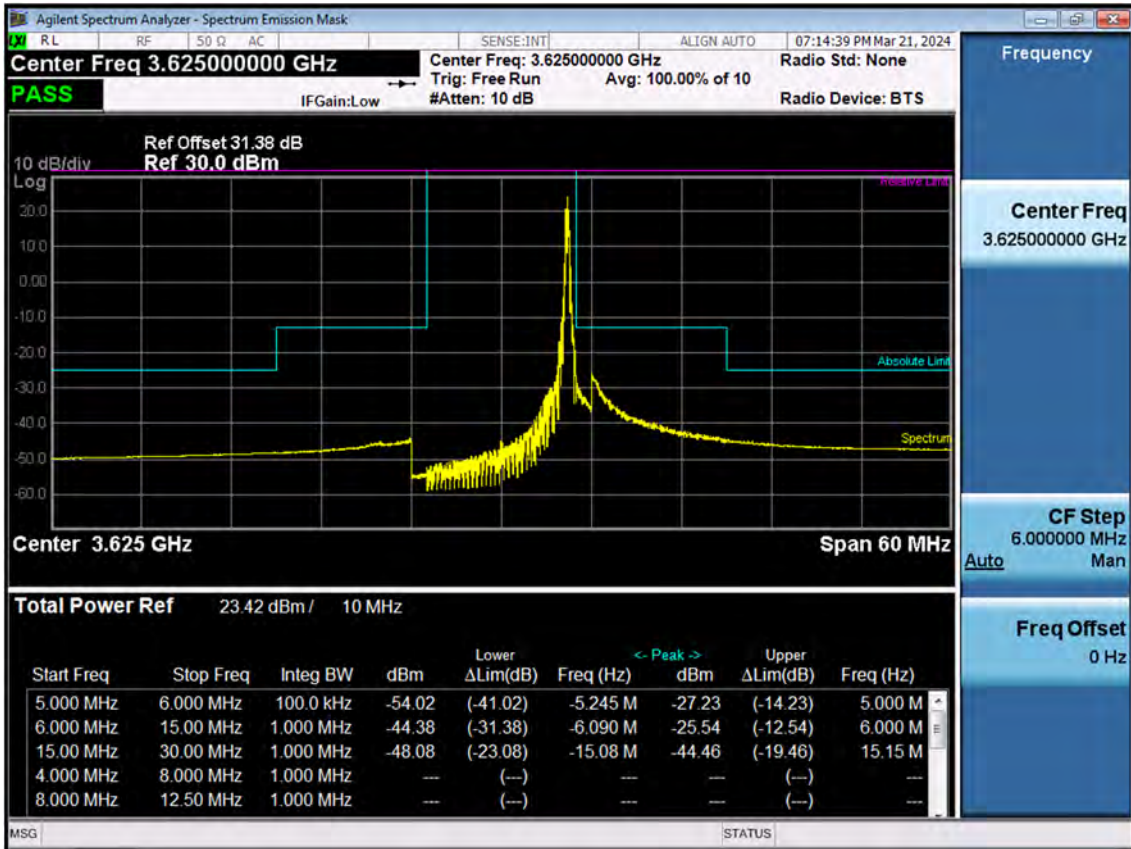 Agilent Spectrum Analyzer - Spectrum Emission Mask
LXI RL RF 50 Ω AC SENSE:INT ALIGN AUTO 07:14:39 PM Mar 21, 2024
Center Freq 3.625000000 GHz
Center Freq: 3.625000000 GHz
Radio Std: None
Trig: Free Run Avg: 100.00% of 10
PASS
IFGain:Low
#Atten: 10 dB
Radio Device: BTS
Ref Offset 31.38 dB
10 dB/div Ref 30.0 dBm
Log
Relative Limit
20.0
10.0
0.00
-10.0
-20.0
Absolute Limit
-30.0
-40.0
Spectrum
-50.0
-60.0
Center 3.625 GHz Span 60 MHz
Total Power Ref 23.42 dBm / 10 MHz
Lower <- Peak -> Upper
Start Freq Stop Freq Integ BW dBm ΔLim(dB) Freq (Hz) dBm ΔLim(dB) Freq (Hz)
5.000 MHz 6.000 MHz 100.0 kHz -54.02 (-41.02) -5.245 M -27.23 (-14.23) 5.000 M
6.000 MHz 15.00 MHz 1.000 MHz -44.38 (-31.38) -6.090 M -25.54 (-12.54) 6.000 M
15.00 MHz 30.00 MHz 1.000 MHz -48.08 (-23.08) -15.08 M -44.46 (-19.46) 15.15 M
4.000 MHz 8.000 MHz 1.000 MHz --- (---) --- --- (---) ---
8.000 MHz 12.50 MHz 1.000 MHz --- (---) --- --- (---) ---
MSG STATUS
Frequency
Center Freq
3.625000000 GHz
CF Step
6.000000 MHz
Auto Man
Freq Offset
0 Hz